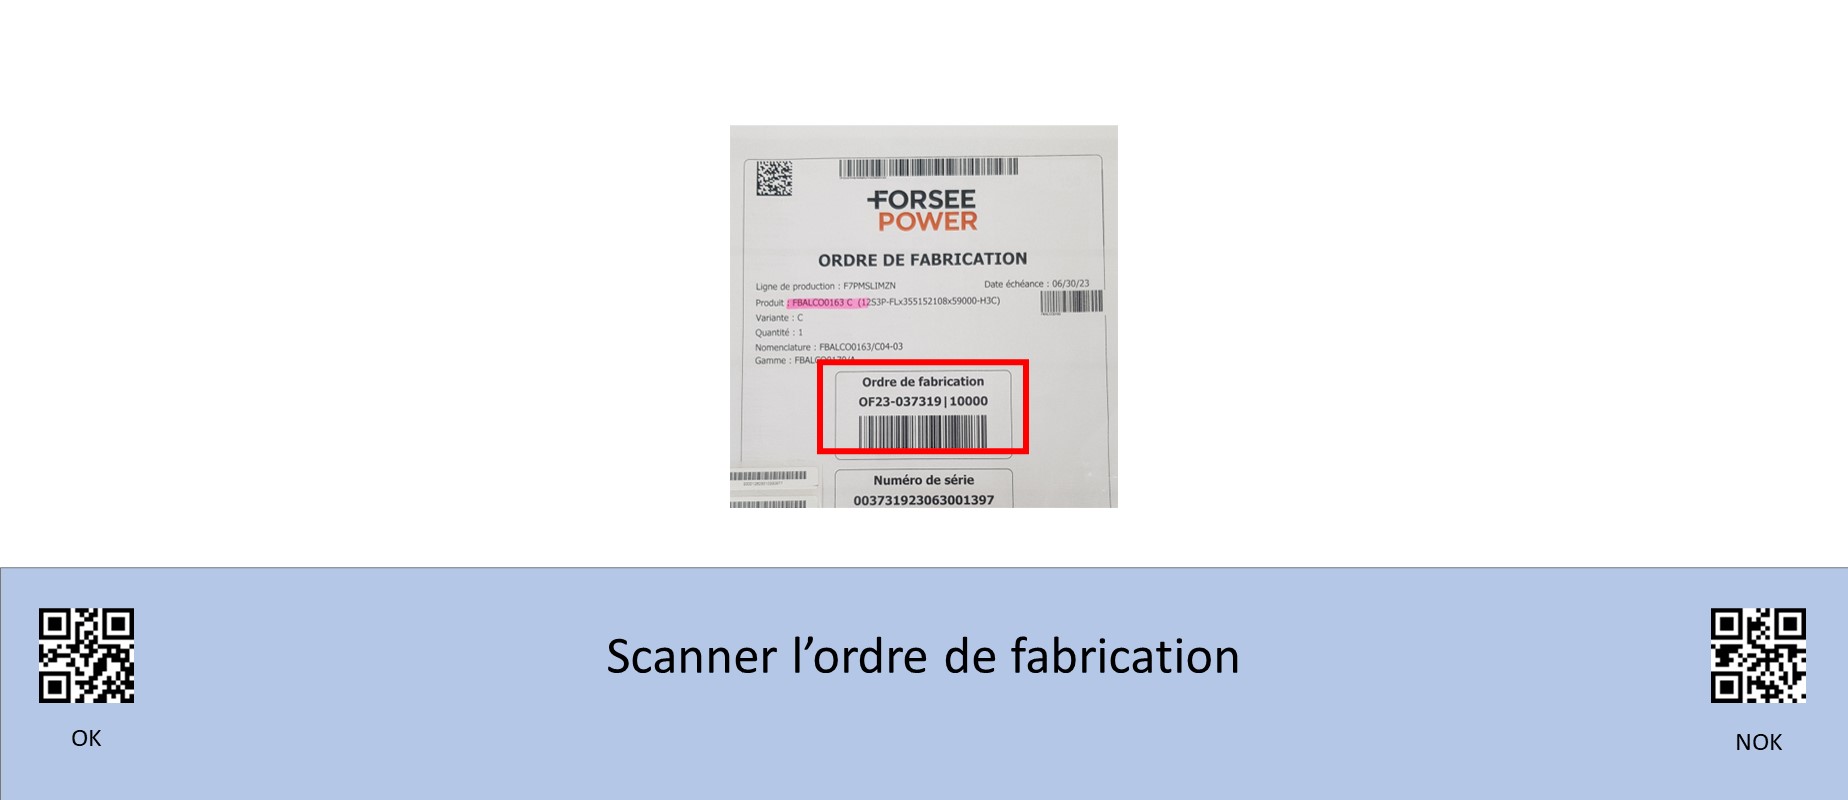 FORSEE
POWER
ORDRE DE FABRICATION
Ligne de production : F7PMSLIMZN
Date échéance : 06/30/23
Produit : FBALCO0163 C (12S3P-FLx355152108x59000-H3C)
Variante : C
Quantité : 1
Nomenclature : FBALCO0163/C04-03
Gamme :
Ordre de fabrication
OF23-037319|10000
Numéro de série
003731923063001397
Scanner l’ordre de fabrication
OK
NOK